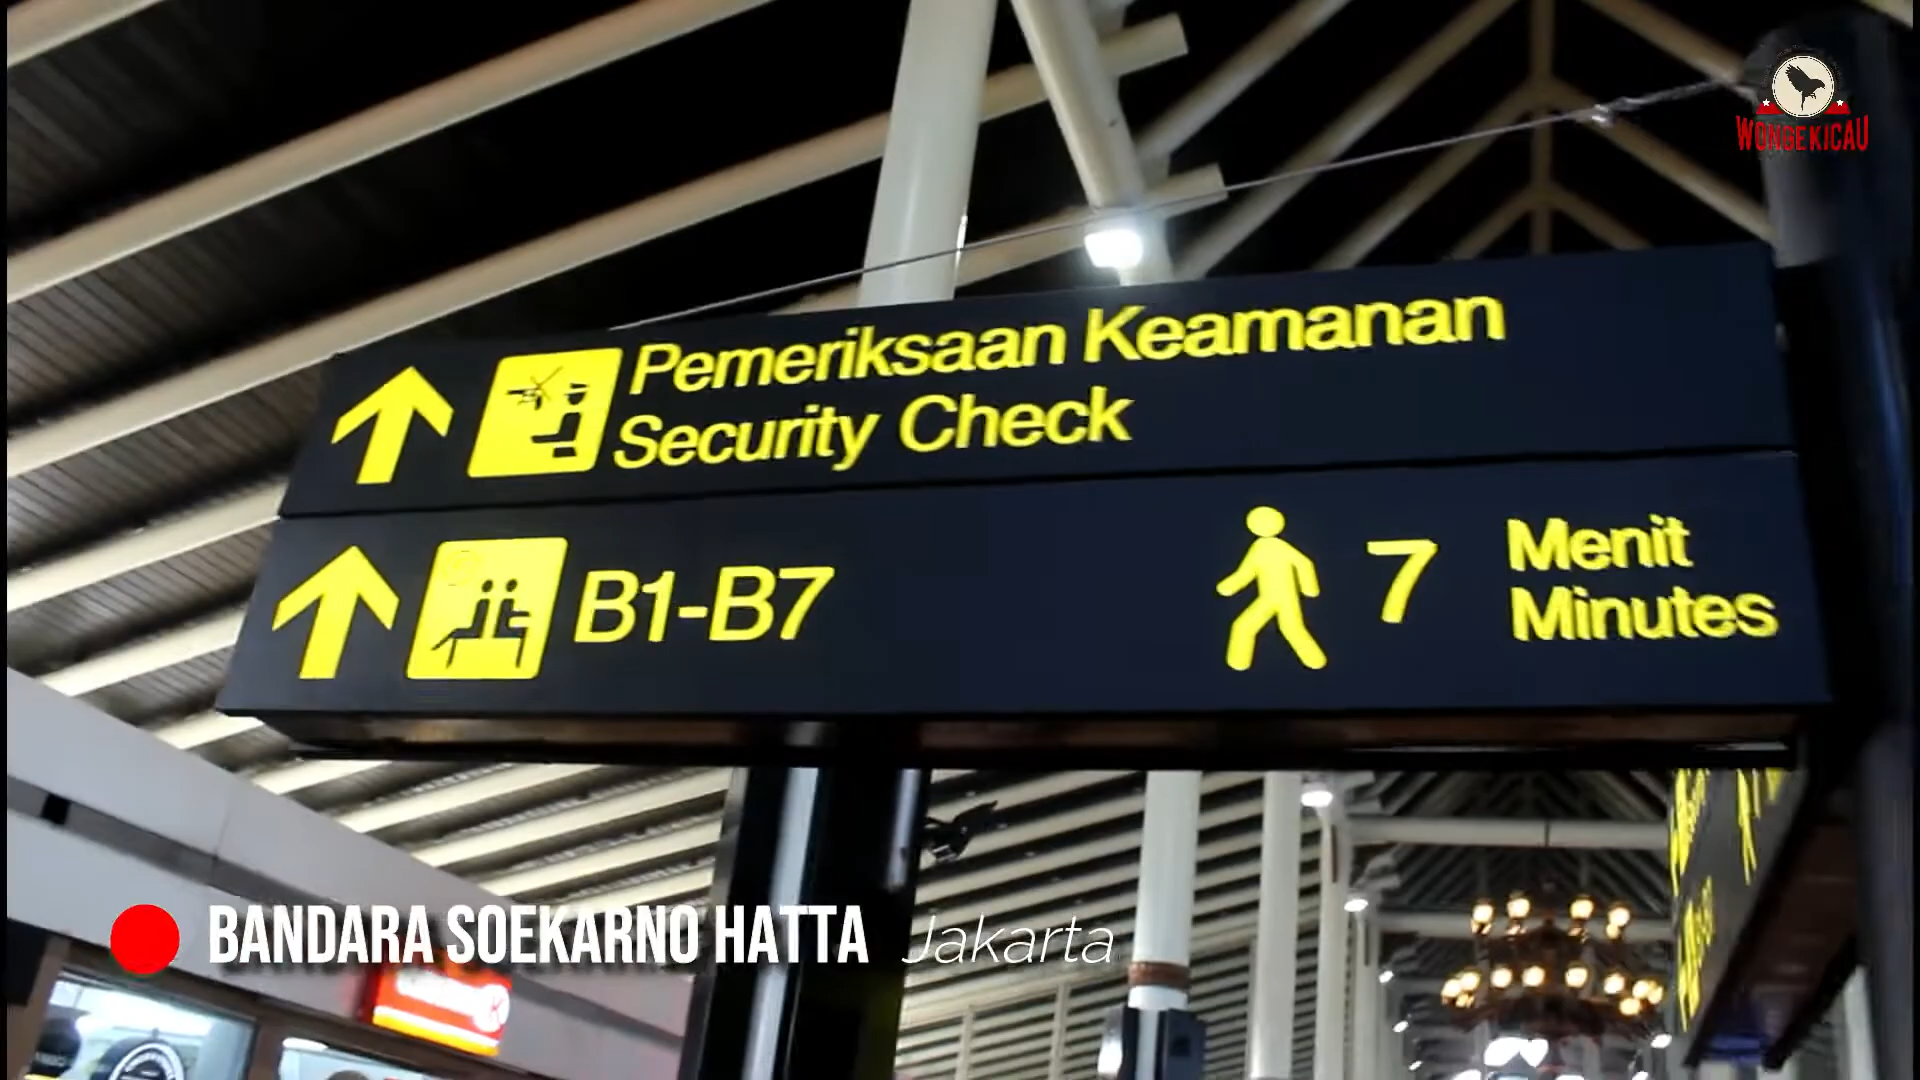 WONGEKICAU
Pemeriksaan Keamanan
Security Check
B1-B7
7
Menit
Minutes
BANDARA SOEKARNO HATTA Jakarta